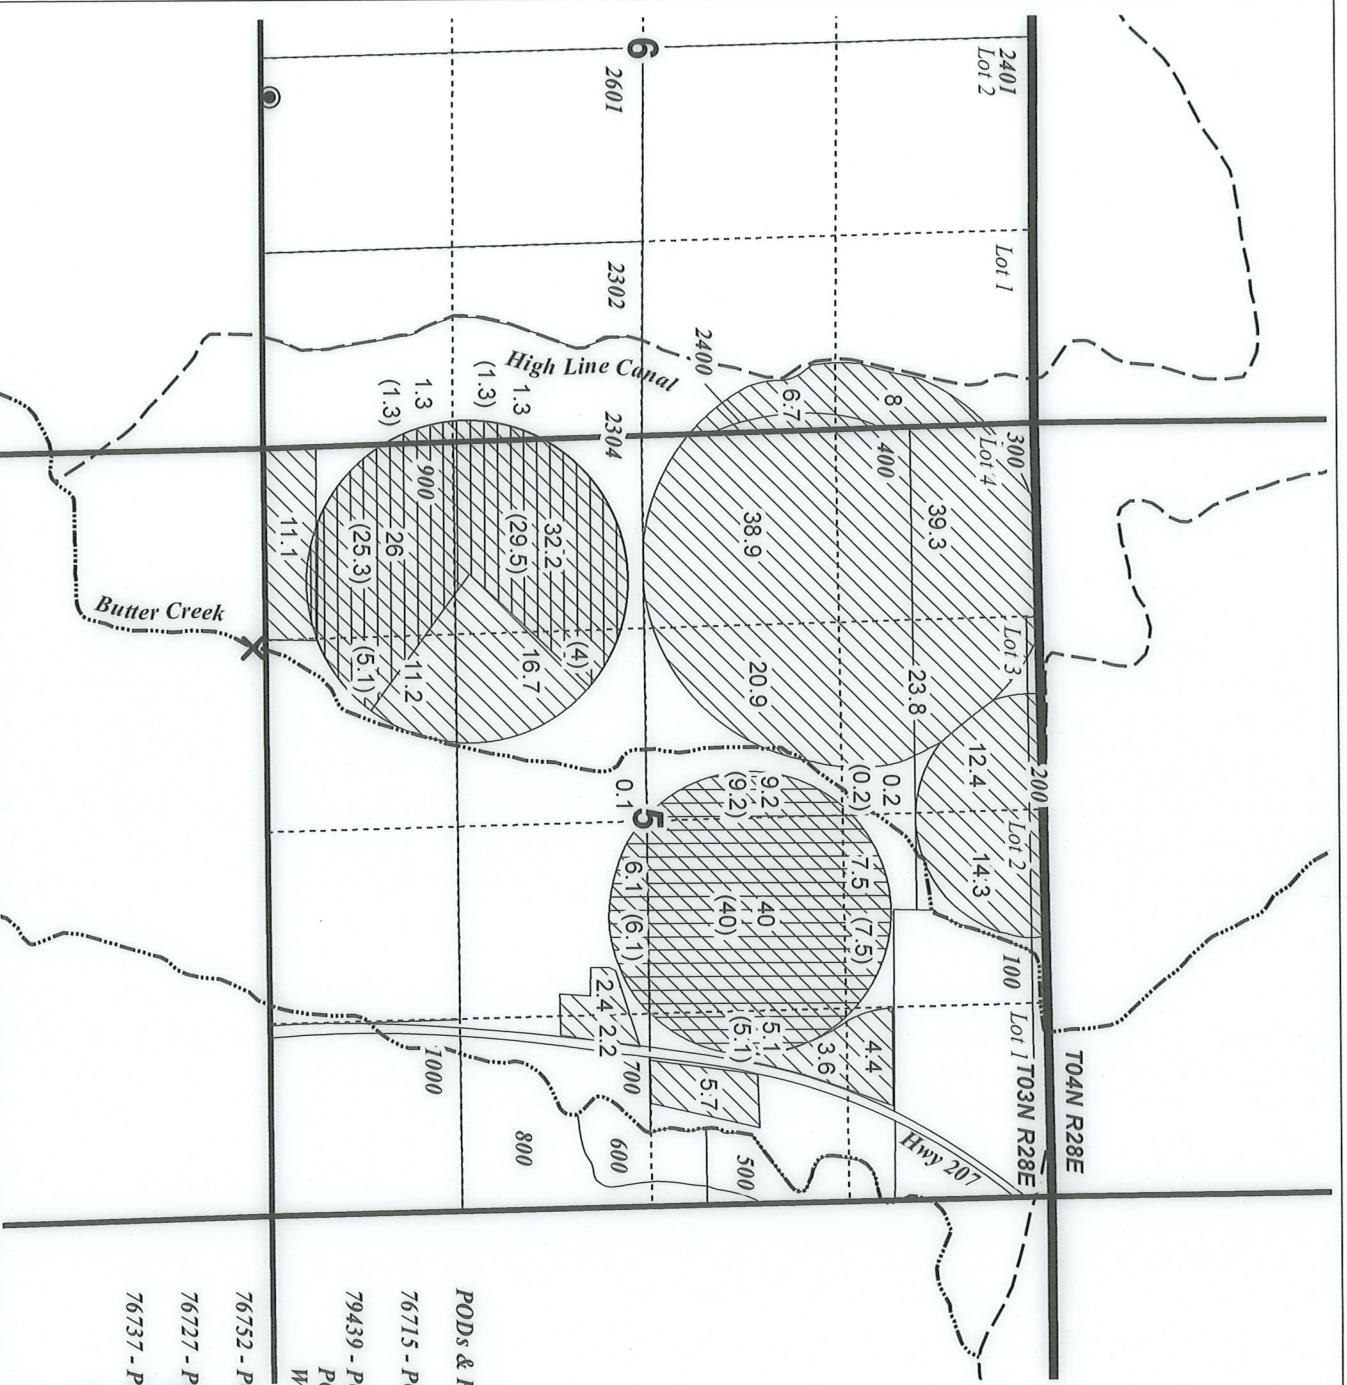 T04N R28E
T03N R28E
2401
Lot 2
Lot 1
300
Lot 4
Lot 3
200
Lot 2
100
Lot 1
39.3
23.8
12.4
14.3
8
400
6.7
0.2
(0.2)
7.5
(7.5)
4.4
3.6
Hwy 207
38.9
20.9
9.2
(9.2)
40
(40)
5.1
(5.1)
5.7
500
2400
6
2601
2302
High Line Canal
2304
5
0.1
6.1
(6.1)
2.4
2.2
700
600
800
1.3
(1.3)
32.2
(29.5)
(4)
16.7
1.3
(1.3)
900
26
(25.3)
11.2
(5.1)
1000
11.1
Butter Creek
PODs &
76715 - P
79439 - P
P
W
76752 - P
76727 - P
76737 - P